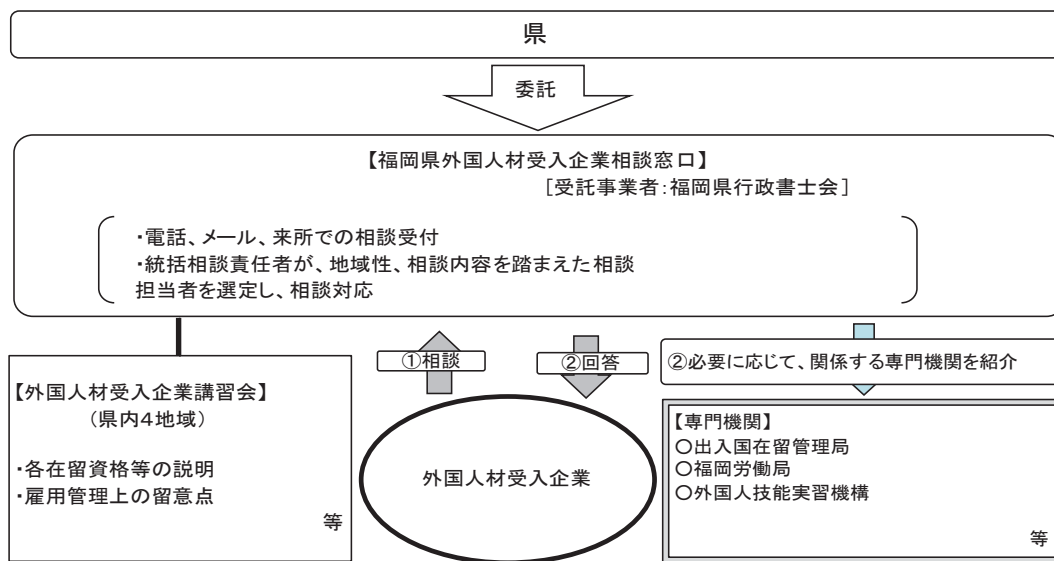 県
委託
【福岡県外国人材受入企業相談窓口】
[受託事業者:福岡県行政書士会]
・電話、メール、来所での相談受付
・統括相談責任者が、地域性、相談内容を踏まえた相談
担当者を選定し、相談対応
①相談
②回答
②必要に応じて、関係する専門機関を紹介
【外国人材受入企業講習会】
(県内4地域)
・各在留資格等の説明
・雇用管理上の留意点
等
外国人材受入企業
【専門機関】
○出入国在留管理局
○福岡労働局
○外国人技能実習機構
等